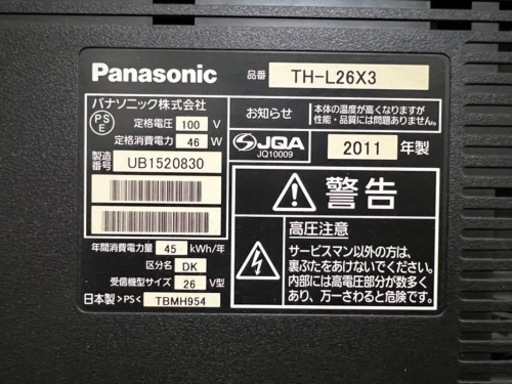 Panasonic
品番 TH-L26X3
パナソニック株式会社
PS
E
定格電圧 100 V
定格消費電力 46 W
製造番号 UB1520830
年間消費電力量 45 kWh/年
区分名 DK
受信機型サイズ 26 V型
日本製 >PS< TBMH954
お知らせ
本体の温度が高くなりますが
性能・品質には問題ありません。
JQA
JQ10009
2011 年製
警告
高圧注意
サービスマン以外の方は、
裏ぶたをあけないでください。
内部には高電圧部分が数多く
あり、万一さわると危険です。